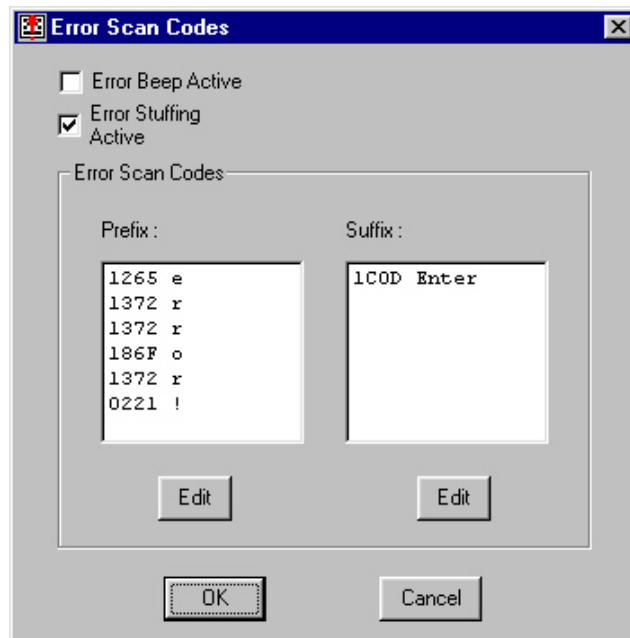 Error Scan Codes
Error Beep Active
Error Stuffing
Active
Error Scan Codes
Prefix :
Suffix :
1265 e
1372 r
1372 r
186F o
1372 r
0221 !
1C0D Enter
Edit
Edit
OK
Cancel